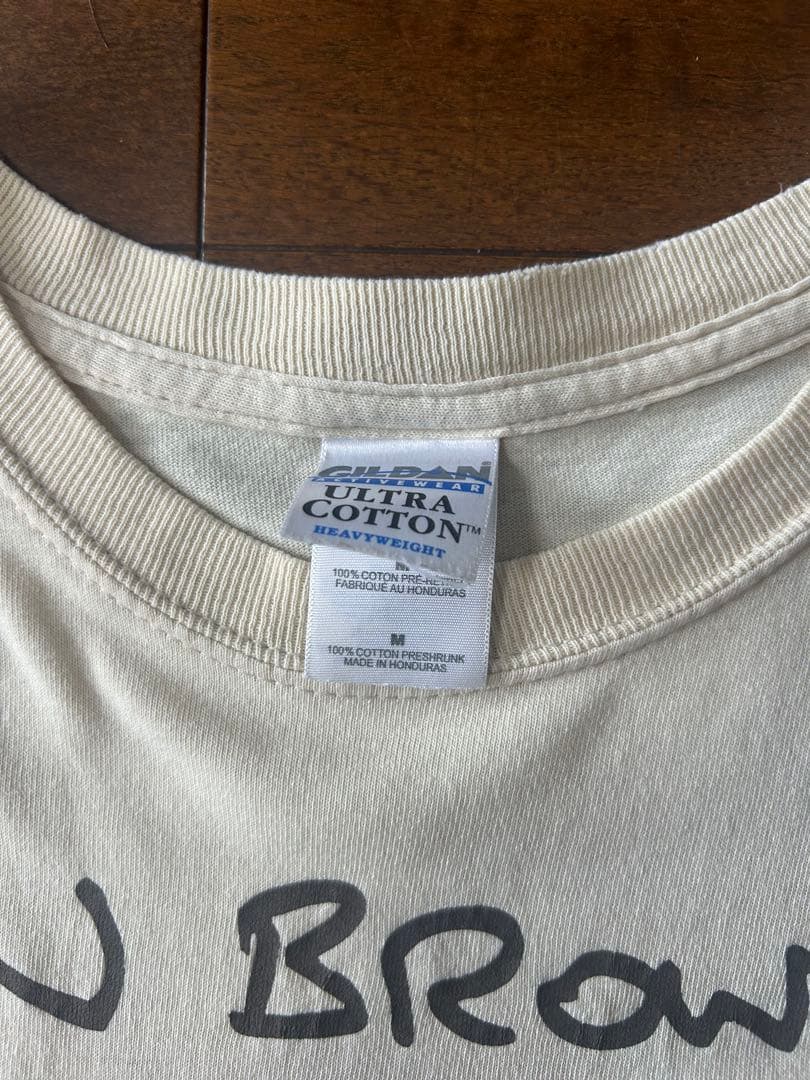 GILDAN
ACTIVEWEAR
ULTRA
COTTON™
HEAVYWEIGHT
M
100% COTON PRÉ-RÉTRÉCI
FABRIQUÉ AU HONDURAS
M
100% COTTON PRESHRUNK
MADE IN HONDURAS
BROW